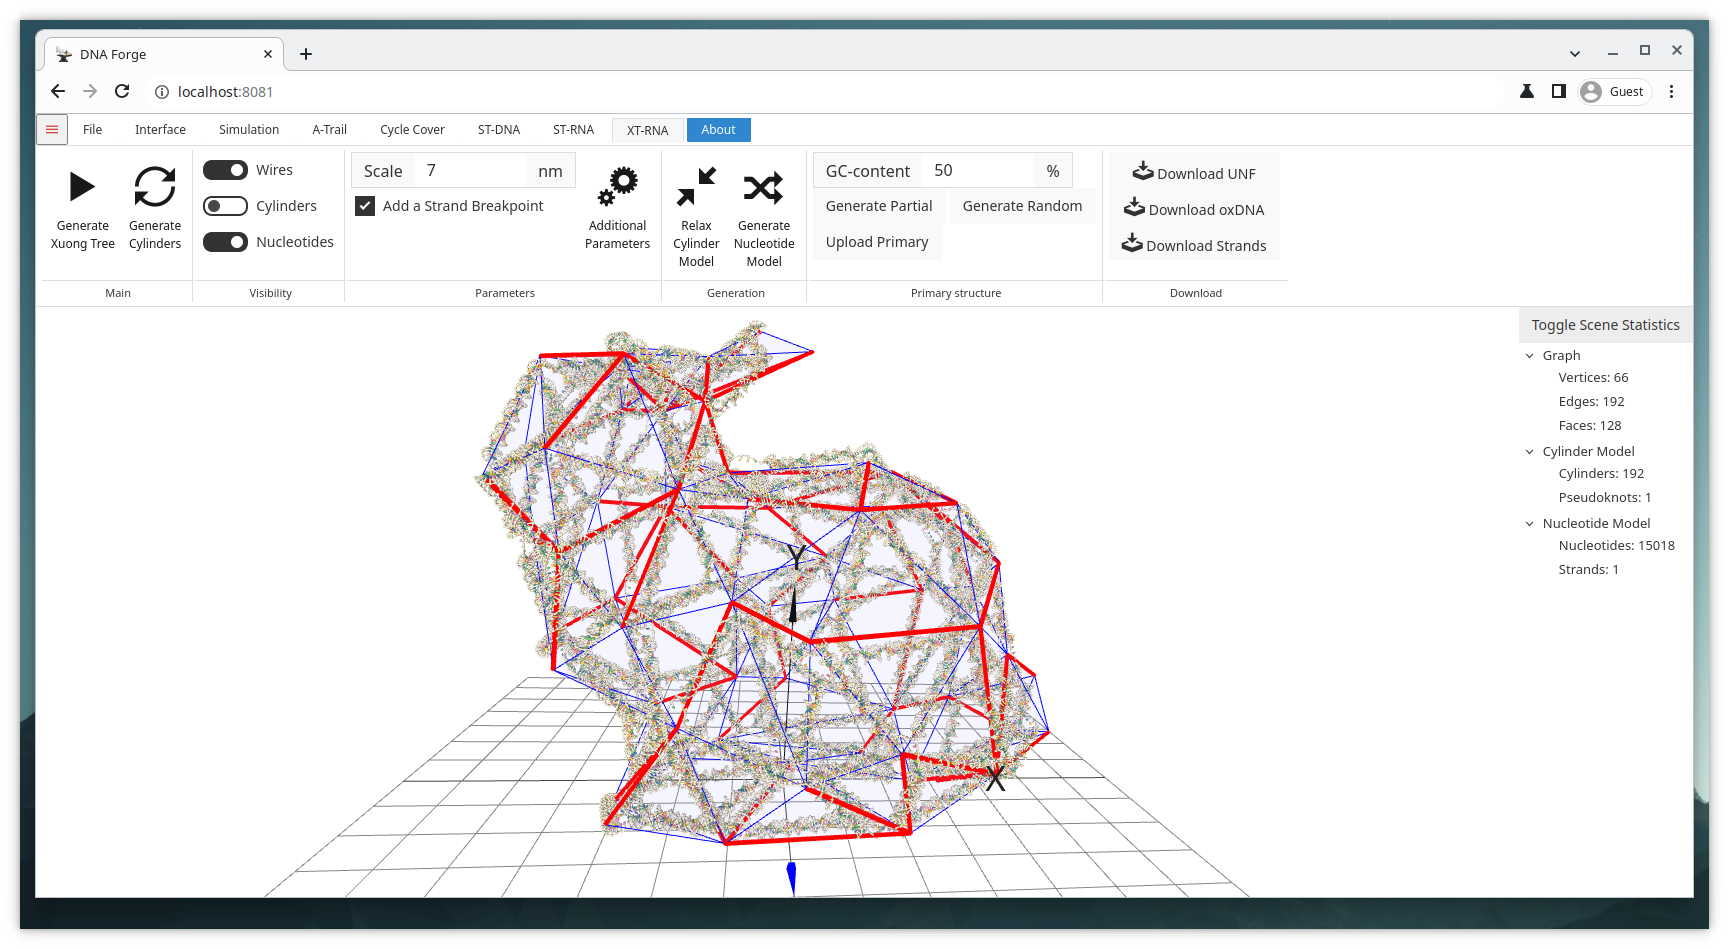 DNA Forge
localhost:8081
Guest
File Interface Simulation A-Trail Cycle Cover ST-DNA ST-RNA XT-RNA About
Generate
Xuong Tree
Generate
Cylinders
Main
Wires
Cylinders
Nucleotides
Visibility
Scale 7 nm
Add a Strand Breakpoint
Additional
Parameters
Parameters
Relax
Cylinder
Model
Generate
Nucleotide
Model
Generation
GC-content 50 %
Generate Partial Generate Random
Upload Primary
Primary structure
Download UNF
Download oxDNA
Download Strands
Download
Toggle Scene Statistics
Graph
Vertices: 66
Edges: 192
Faces: 128
Cylinder Model
Cylinders: 192
Pseudoknots: 1
Nucleotide Model
Nucleotides: 15018
Strands: 1
Y
X